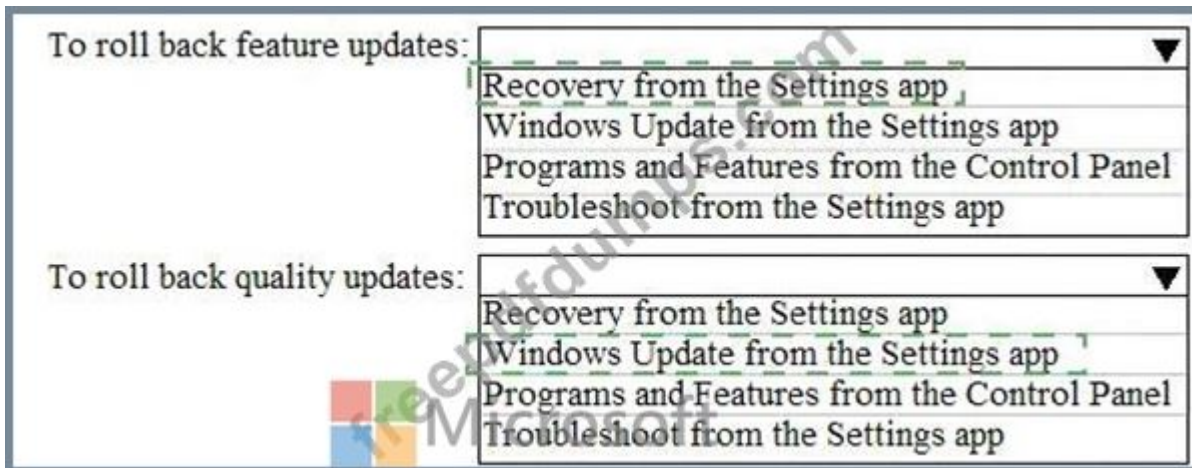 To roll back feature updates:
Recovery from the Settings app
Windows Update from the Settings app
Programs and Features from the Control Panel
Troubleshoot from the Settings app
To roll back quality updates:
Recovery from the Settings app
Windows Update from the Settings app
Programs and Features from the Control Panel
Troubleshoot from the Settings app
Microsoft
freepdfdumps.com